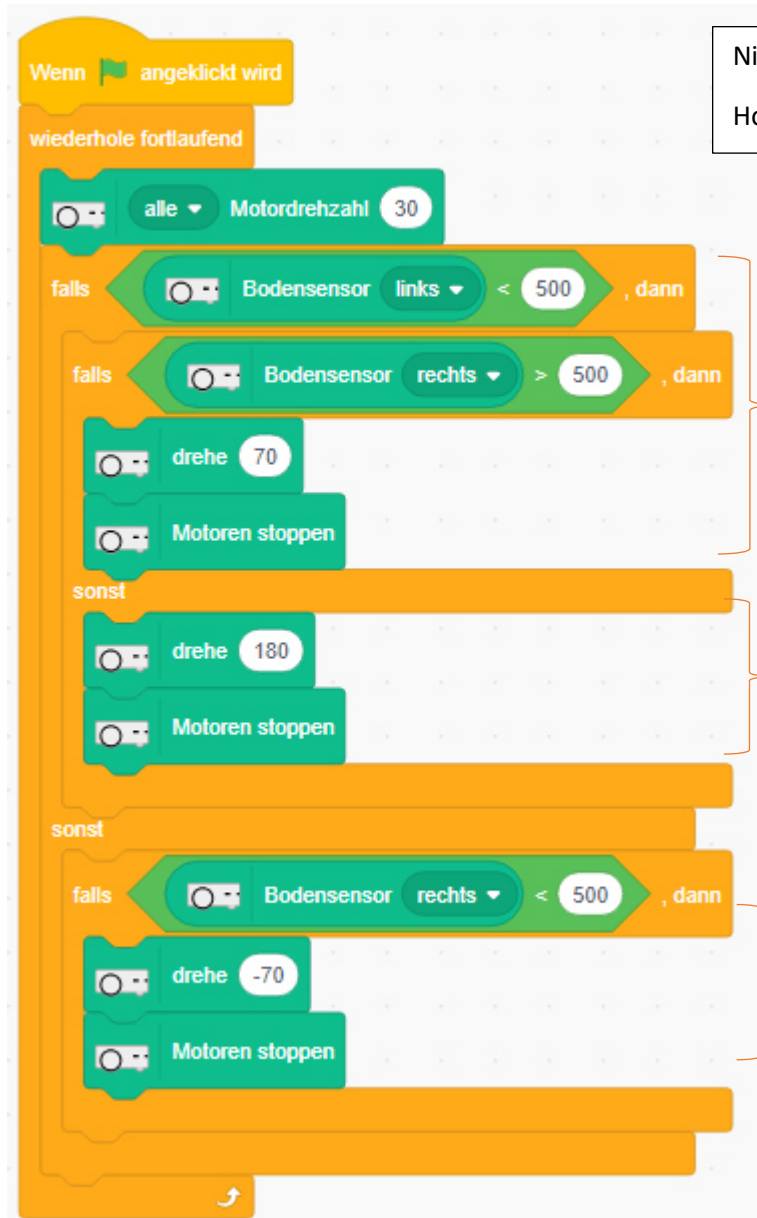 Wenn angeklickt wird
wiederhole fortlaufend
alle Motordrehzahl 30
falls Bodensensor links < 500 , dann
falls Bodensensor rechts > 500 , dann
drehe 70
Motoren stoppen
sonst
drehe 180
Motoren stoppen
sonst
falls Bodensensor rechts < 500 , dann
drehe -70
Motoren stoppen